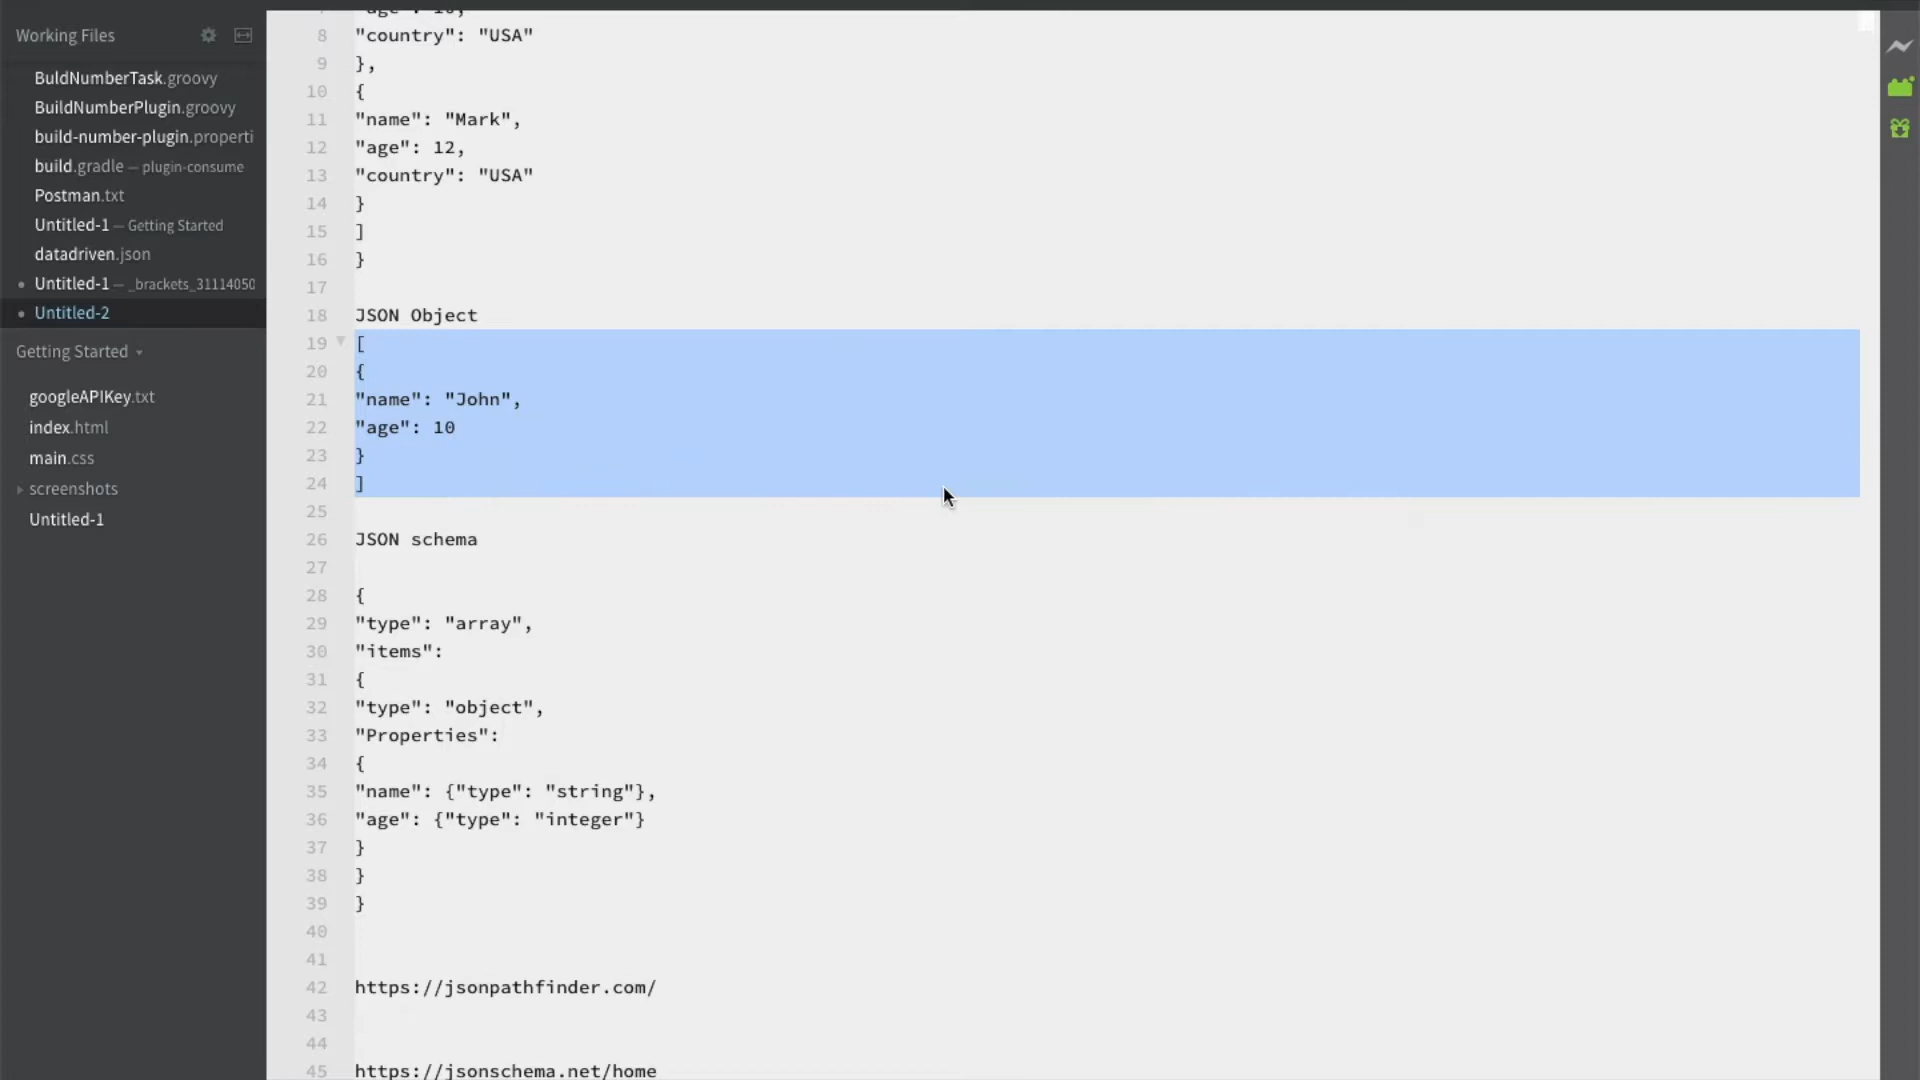 Working Files
BuldNumberTask.groovy
BuildNumberPlugin.groovy
build-number-plugin.properti
build.gradle — plugin-consume
Postman.txt
Untitled-1 — Getting Started
datadriven.json
Untitled-1 — _brackets_31114050
Untitled-2
Getting Started
googleAPIKey.txt
index.html
main.css
screenshots
Untitled-1
8 "country": "USA"
9 },
10 {
11 "name": "Mark",
12 "age": 12,
13 "country": "USA"
14 }
15 ]
16 }
17
18 JSON Object
19 [
20 {
21 "name": "John",
22 "age": 10
23 }
24 ]
25
26 JSON schema
27
28 {
29 "type": "array",
30 "items":
31 {
32 "type": "object",
33 "Properties":
34 {
35 "name": {"type": "string"},
36 "age": {"type": "integer"}
37 }
38 }
39 }
40
41
42 https://jsonpathfinder.com/
43
44
45 https://jsonschema.net/home